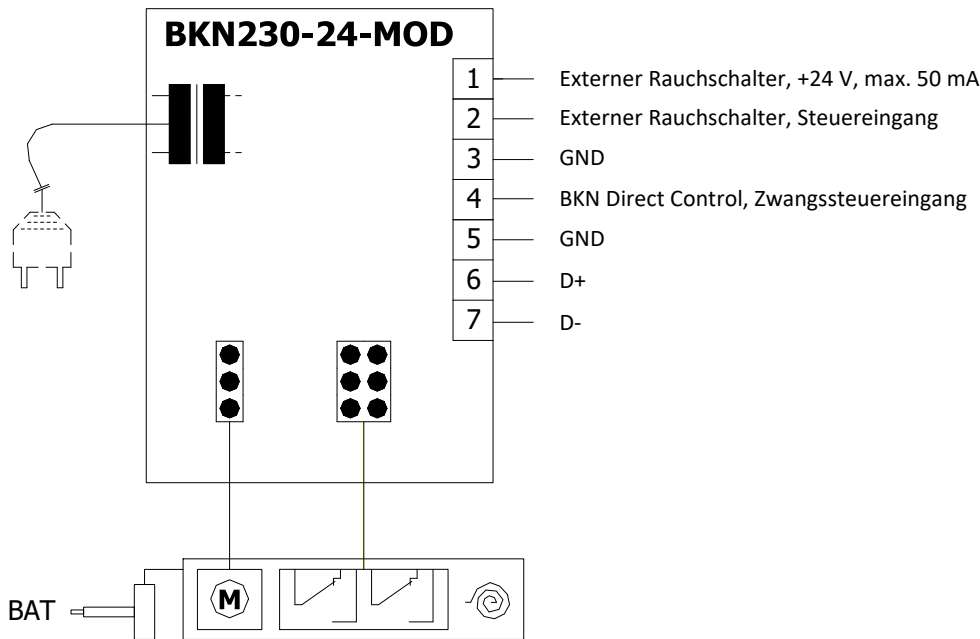 BKN230-24-MOD
1 Externer Rauchschalter, +24 V, max. 50 mA
2 Externer Rauchschalter, Steuereingang
3 GND
4 BKN Direct Control, Zwangssteuereingang
5 GND
6 D+
7 D-
M
BAT